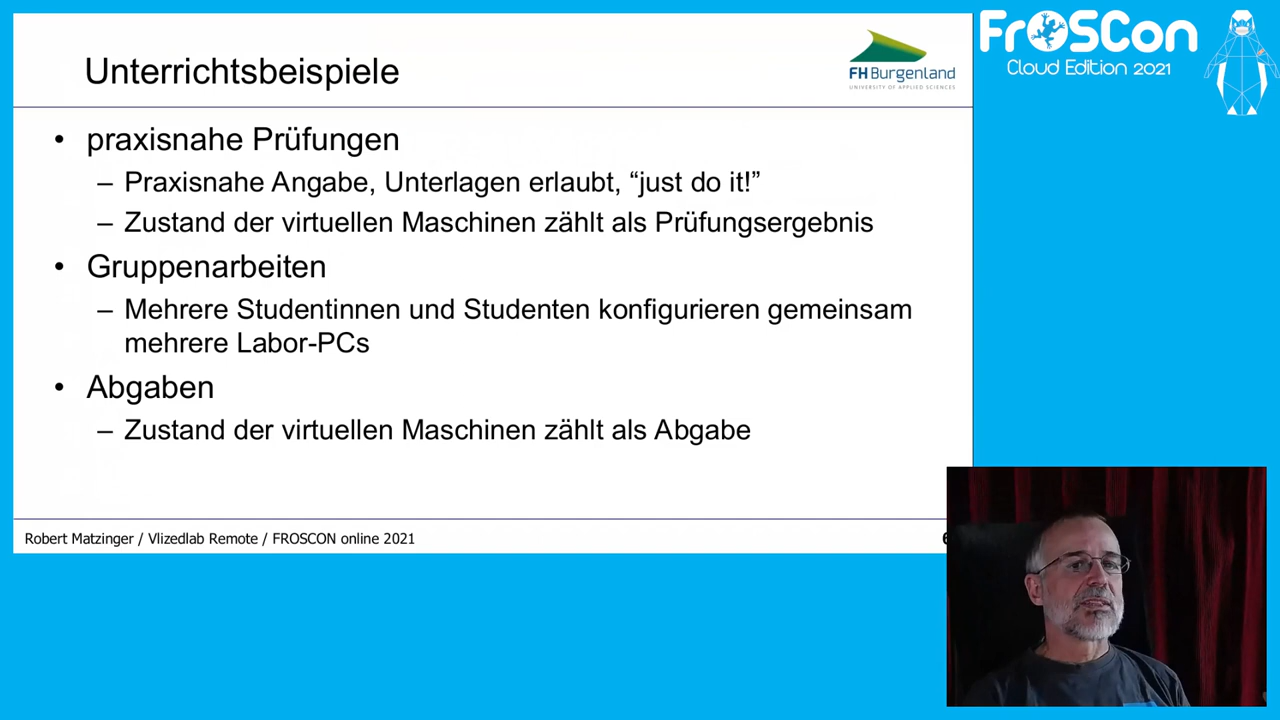 Unterrichtsbeispiele
FH Burgenland
UNIVERSITY OF APPLIED SCIENCES
FrOSCon
Cloud Edition 2021
• praxisnahe Prüfungen
– Praxisnahe Angabe, Unterlagen erlaubt, “just do it!”
– Zustand der virtuellen Maschinen zählt als Prüfungsergebnis
• Gruppenarbeiten
– Mehrere Studentinnen und Studenten konfigurieren gemeinsam
mehrere Labor-PCs
• Abgaben
– Zustand der virtuellen Maschinen zählt als Abgabe
Robert Matzinger / Vlizedlab Remote / FROSCON online 2021